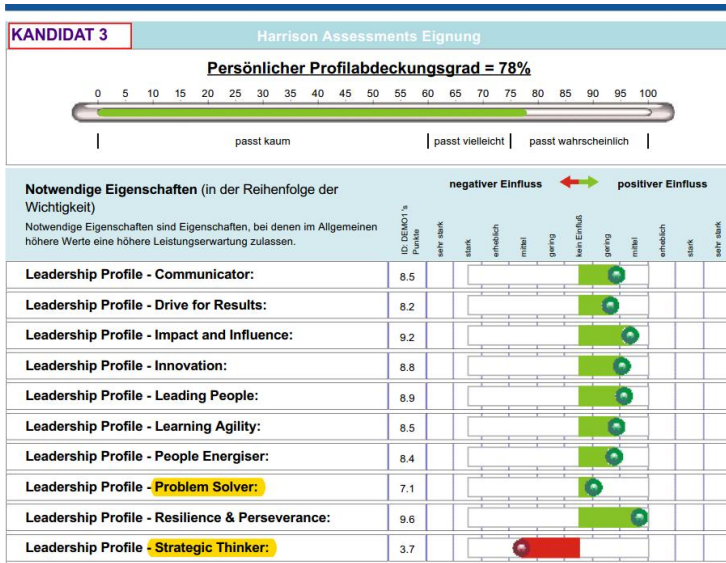 KANDIDAT 3
Harrison Assessments Eignung
Persönlicher Profilabdeckungsgrad = 78%
0 5 10 15 20 25 30 35 40 45 50 55 60 65 70 75 80 85 90 95 100
passt kaum
passt vielleicht
passt wahrscheinlich
Notwendige Eigenschaften (in der Reihenfolge der
Wichtigkeit)
Notwendige Eigenschaften sind Eigenschaften, bei denen im Allgemeinen
höhere Werte eine höhere Leistungserwartung zulassen.
ID: DEMO1 's
Punkte
negativer Einfluss
positiver Einfluss
sehr stark
stark
erheblich
mittel
gering
kein Einfluß
gering
mittel
erheblich
stark
sehr stark
Leadership Profile - Communicator: 8.5
Leadership Profile - Drive for Results: 8.2
Leadership Profile - Impact and Influence: 9.2
Leadership Profile - Innovation: 8.8
Leadership Profile - Leading People: 8.9
Leadership Profile - Learning Agility: 8.5
Leadership Profile - People Energiser: 8.4
Leadership Profile - Problem Solver: 7.1
Leadership Profile - Resilience & Perseverance: 9.6
Leadership Profile - Strategic Thinker: 3.7